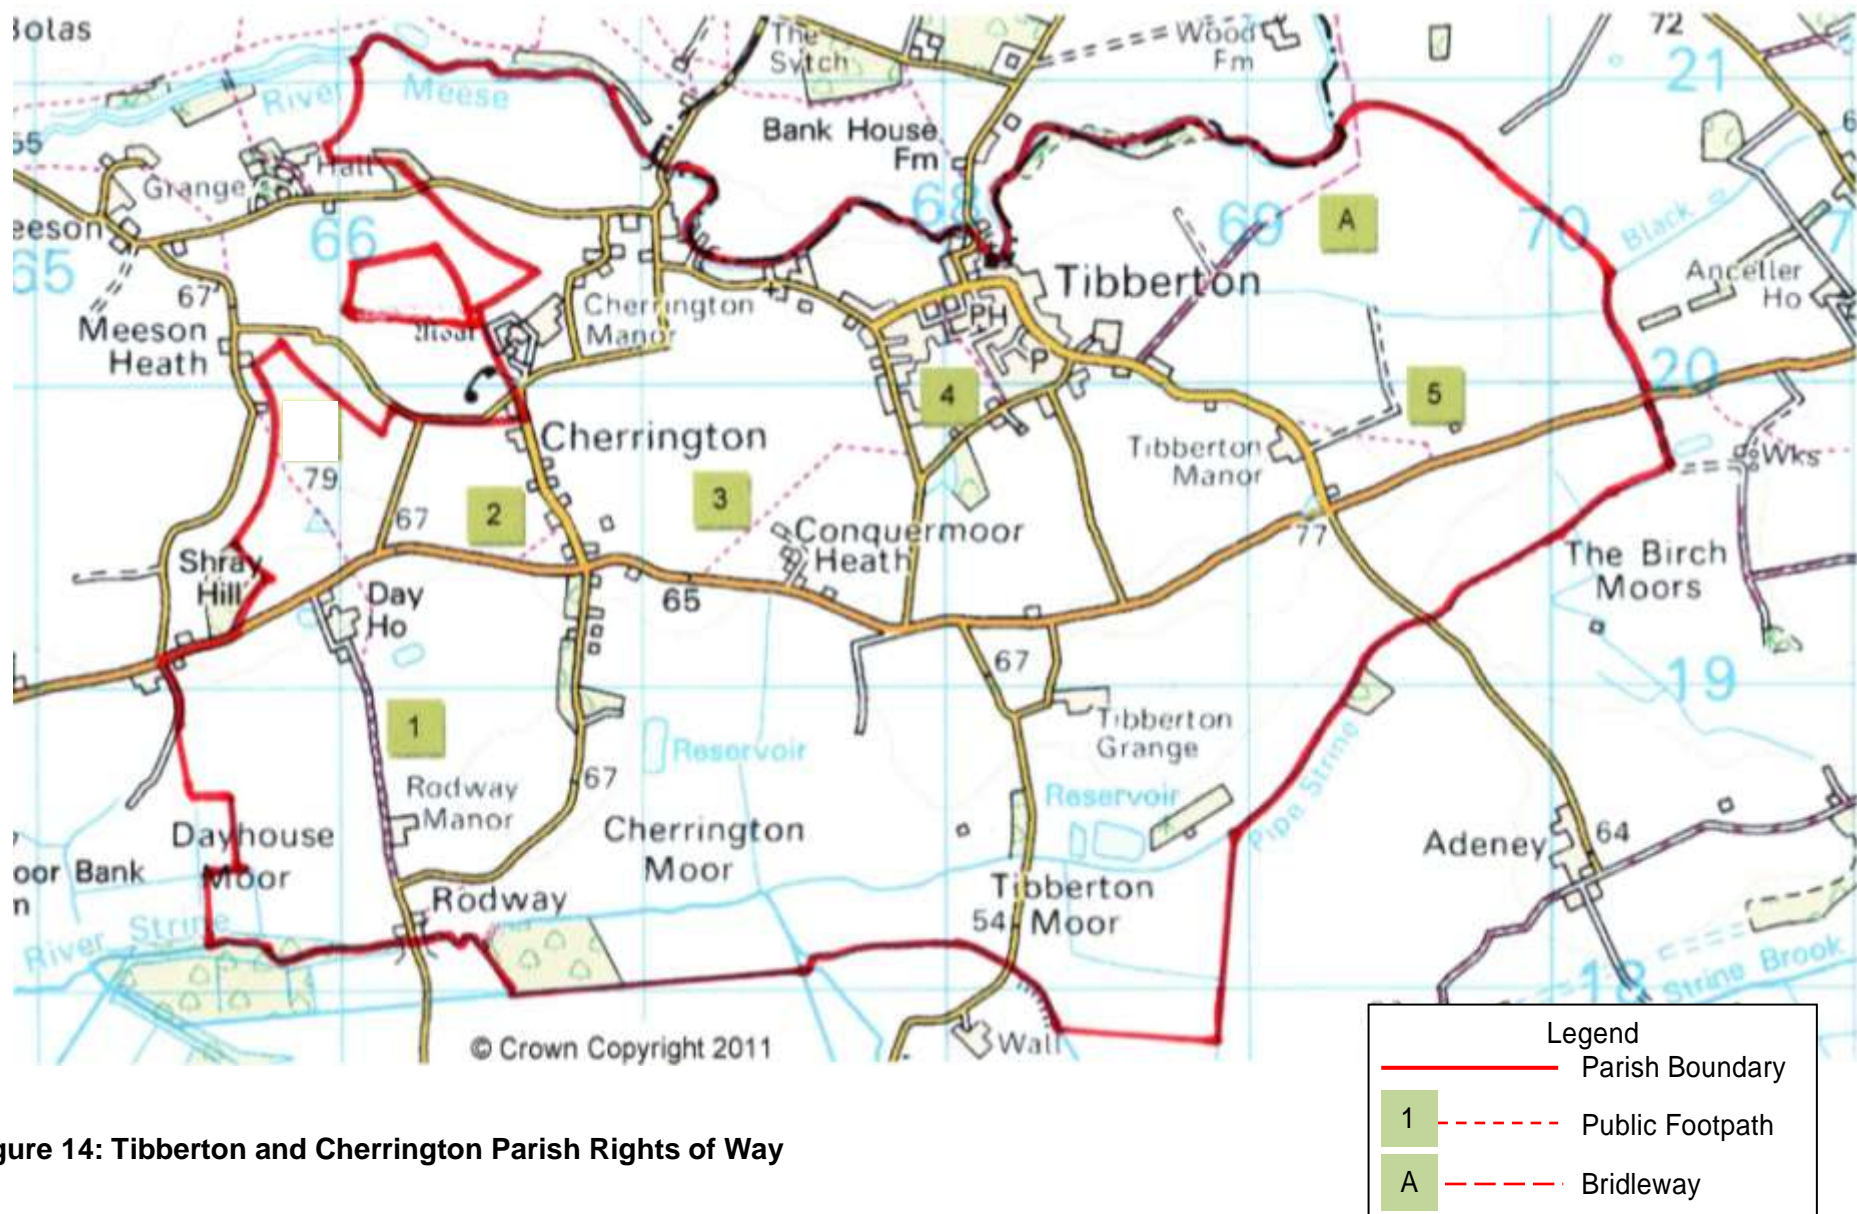 Bolas
The
Sytch
Wood
Fm
72
21
River Meese
Bank House
Fm
55
Hall
Grange
eeson
65
66
68
69
A
70
Black
7
Tibberton
Anceller
Ho
67
Cherrington
Manor
Meeson
Heath
Moat
PH
P
20
4
5
Cherrington
Tibberton
Manor
Wks
79
67
2
3
Conquermoor
Heath
77
Shray
Hill
Day
Ho
65
The Birch
Moors
67
19
1
Tibberton
Grange
Reservoir
Rodway
Manor
67
Reservoir
Pipe Strine
Dayhouse
Moor
Cherrington
Moor
Adeney
64
oor Bank
m
Rodway
Tibberton
Moor
54
River Strine
18
Strine Brook
Wall
© Crown Copyright 2011
Legend
Parish Boundary
1
Public Footpath
A
Bridleway
gure 14: Tibberton and Cherrington Parish Rights of Way